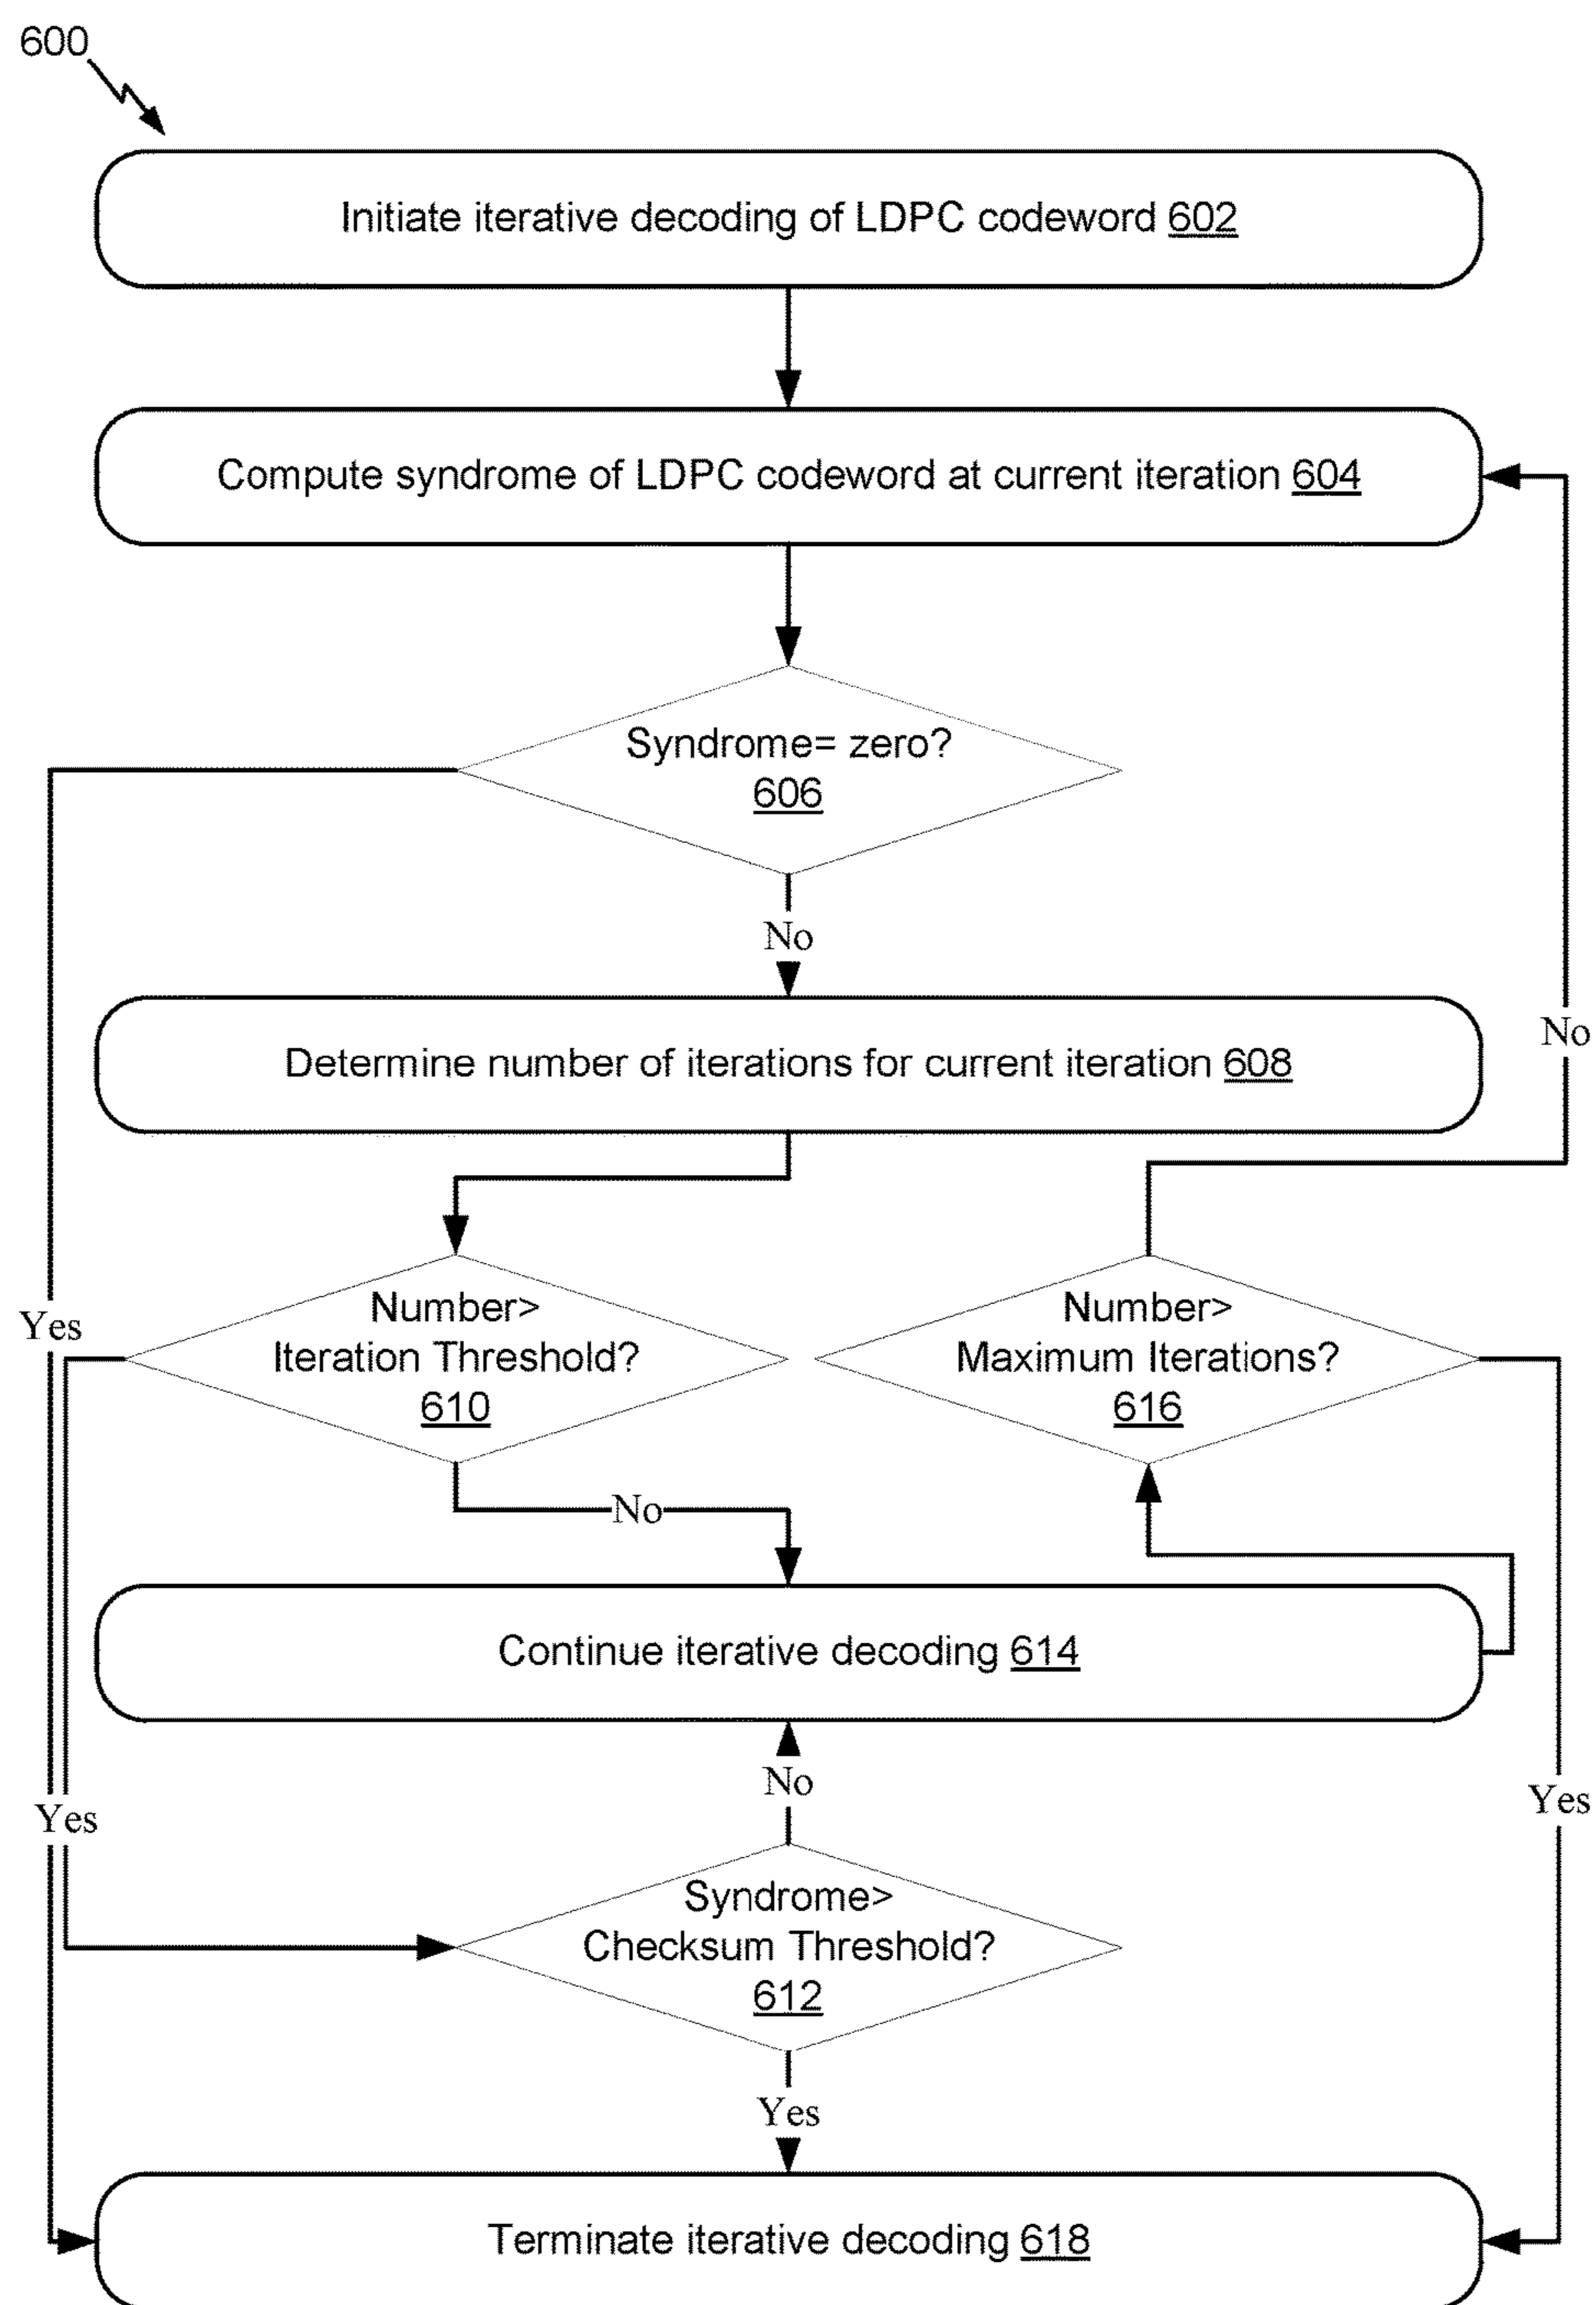 600
Initiate iterative decoding of LDPC codeword 602
Compute syndrome of LDPC codeword at current iteration 604
Syndrome= zero?
606
No
Determine number of iterations for current iteration 608
No
Number>
Iteration Threshold?
610
Number>
Maximum Iterations?
616
Yes
No
Continue iterative decoding 614
No
Yes
Yes
Syndrome>
Checksum Threshold?
612
Yes
Terminate iterative decoding 618